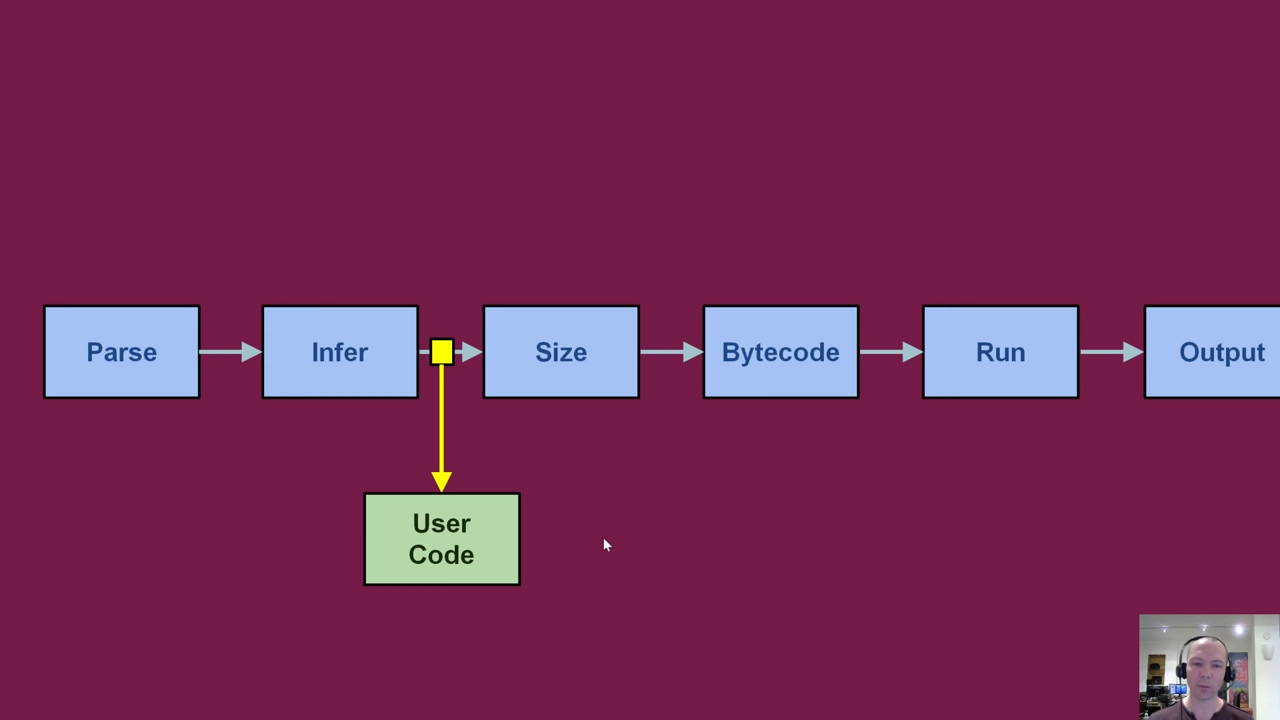 Parse
Infer
Size
Bytecode
Run
Output
User
Code